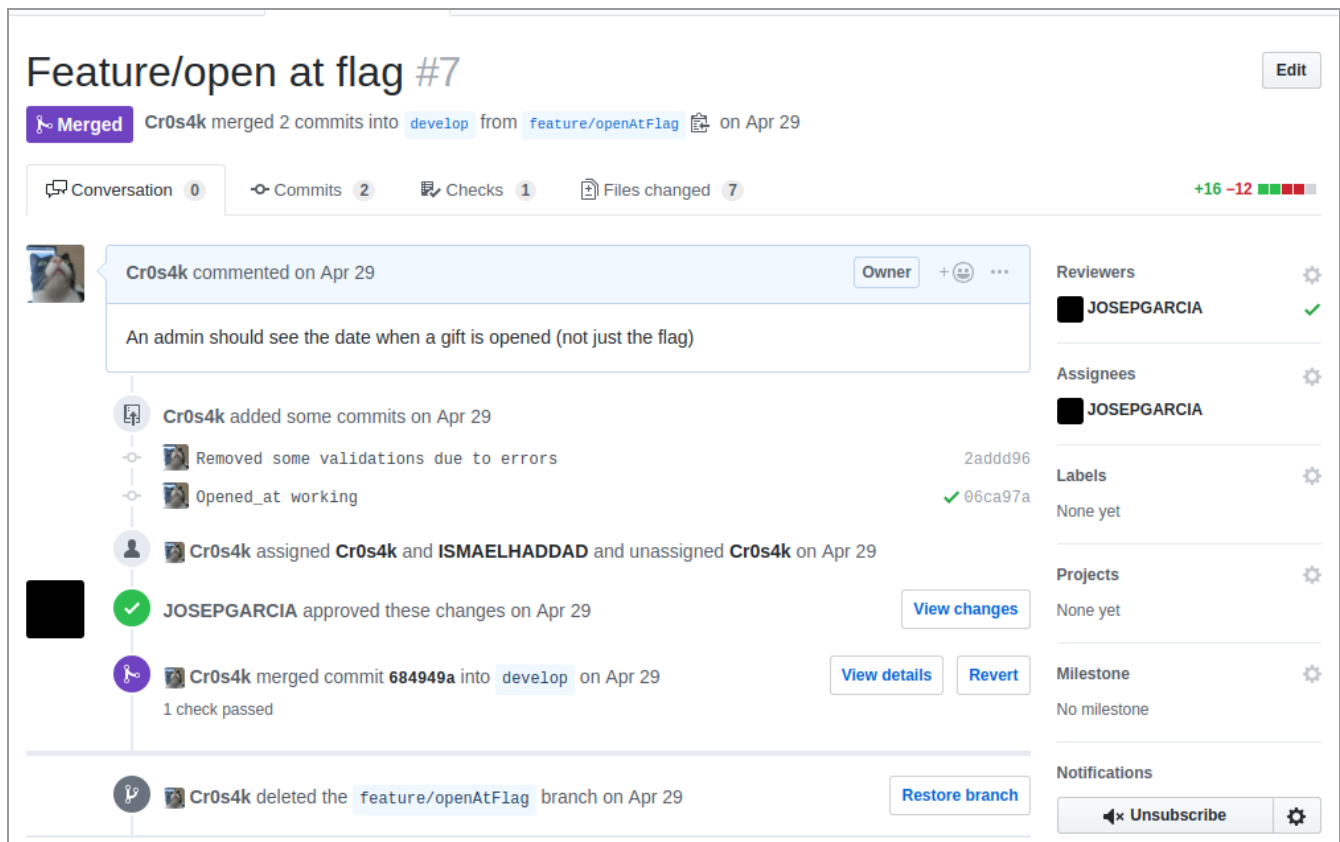 Feature/open at flag #7
Edit
Merged Cr0s4k merged 2 commits into develop from feature/openAtFlag on Apr 29
Conversation 0 Commits 2 Checks 1 Files changed 7 +16 −12
Cr0s4k commented on Apr 29 Owner +
An admin should see the date when a gift is opened (not just the flag)
Cr0s4k added some commits on Apr 29
Removed some validations due to errors 2addd96
Opened_at working 06ca97a
Cr0s4k assigned Cr0s4k and ISMAELHADDAD and unassigned Cr0s4k on Apr 29
JOSEPGARCIA approved these changes on Apr 29 View changes
Cr0s4k merged commit 684949a into develop on Apr 29 View details Revert
1 check passed
Cr0s4k deleted the feature/openAtFlag branch on Apr 29 Restore branch
Reviewers
JOSEPGARCIA
Assignees
JOSEPGARCIA
Labels
None yet
Projects
None yet
Milestone
No milestone
Notifications
Unsubscribe